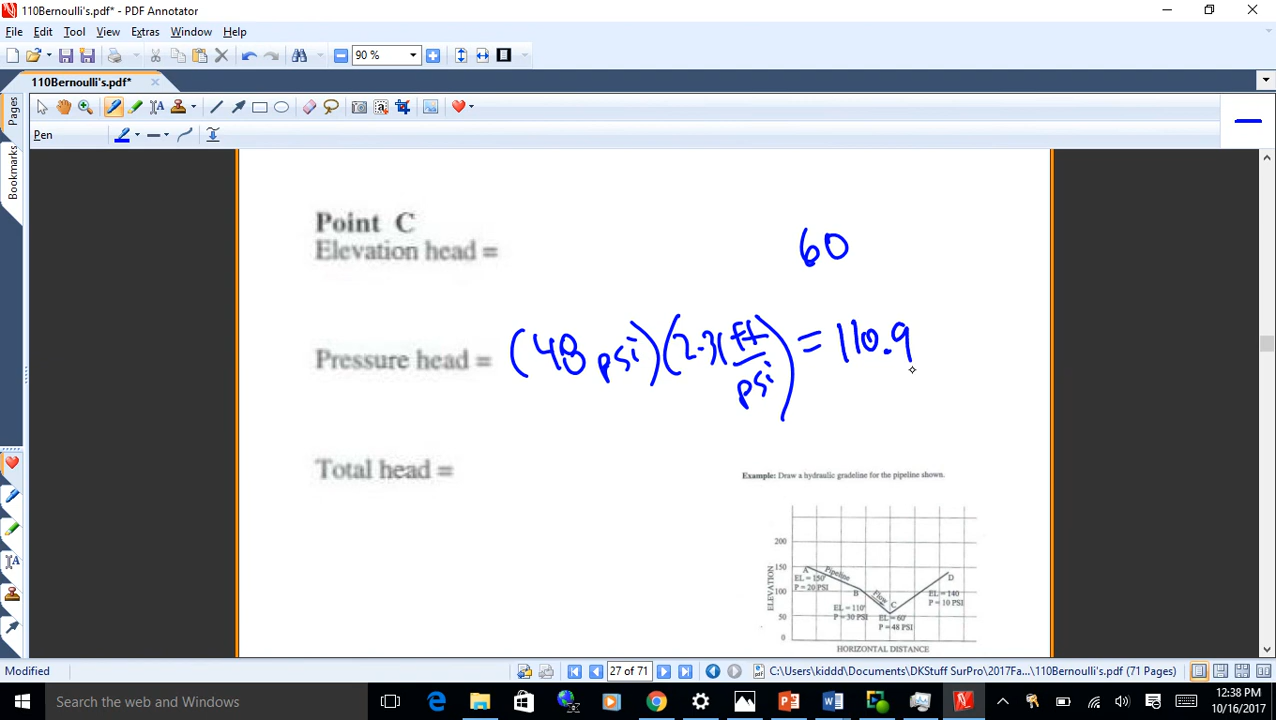 110Bernoulli's.pdf* - PDF Annotator
File Edit Tool View Extras Window Help
90 %
110Bernoulli's.pdf*
Pen
Pages
Bookmarks
Point C
Elevation head =
60
Pressure head = (48 psi)(2.31 ft/psi) = 110.9
Total head =
Example: Draw a hydraulic gradeline for the pipeline shown.
200
150
100
50
0
ELEVATION
A
EL = 150'
P = 20 PSI
Pipeline
B
EL = 110'
P = 30 PSI
Flow
C
EL = 60'
P = 48 PSI
D
EL = 140
P = 10 PSI
HORIZONTAL DISTANCE
Modified
27 of 71
C:\Users\kiddd\Documents\DKStuff SurPro\2017Fa...\110Bernoulli's.pdf (71 Pages)
Search the web and Windows
12:38 PM
10/16/2017